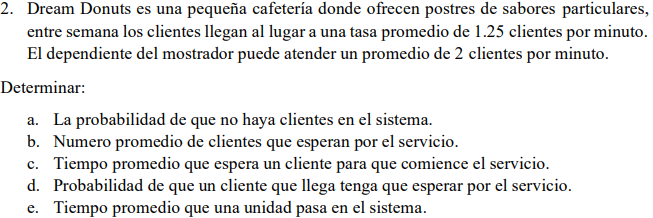 2. Dream Donuts es una pequeña cafetería donde ofrecen postres de sabores particulares,
entre semana los clientes llegan al lugar a una tasa promedio de 1.25 clientes por minuto.
El dependiente del mostrador puede atender un promedio de 2 clientes por minuto.
Determinar:
a. La probabilidad de que no haya clientes en el sistema.
b. Numero promedio de clientes que esperan por el servicio.
c. Tiempo promedio que espera un cliente para que comience el servicio.
d. Probabilidad de que un cliente que llega tenga que esperar por el servicio.
e. Tiempo promedio que una unidad pasa en el sistema.